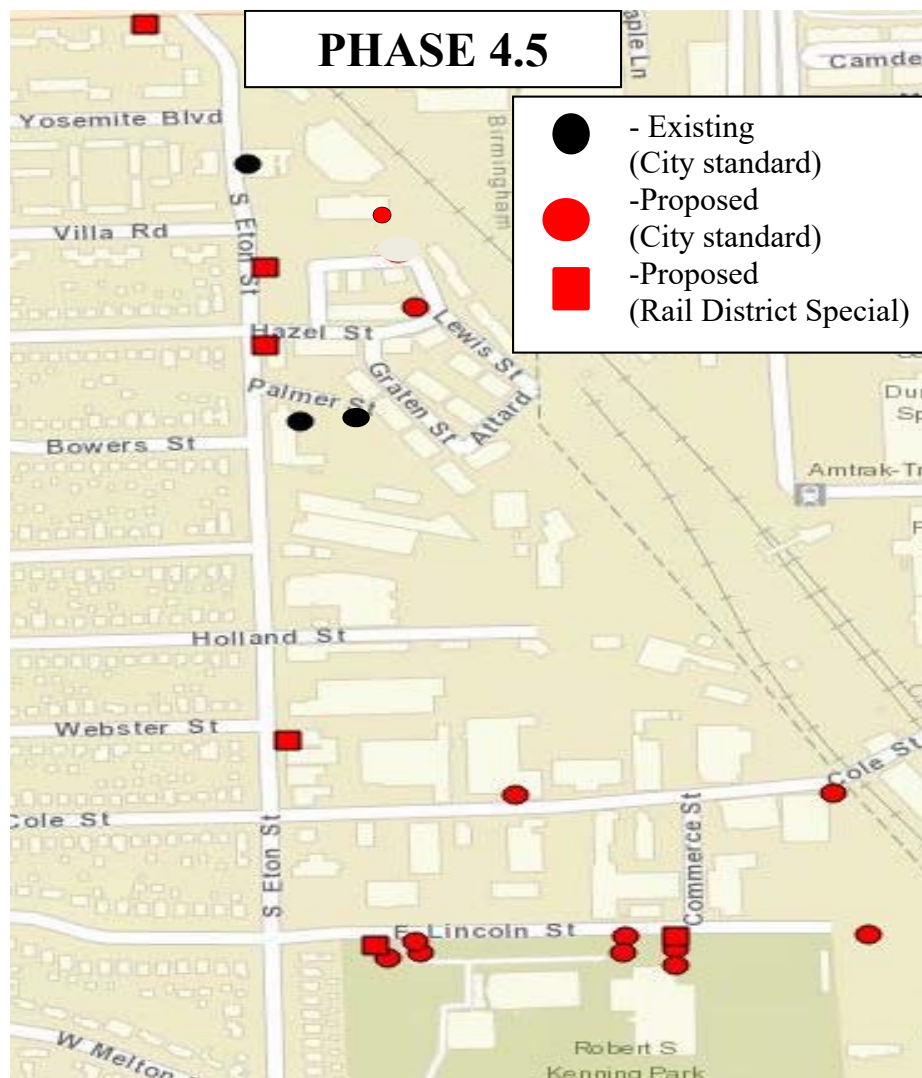 PHASE 4.5
- Existing
(City standard)
-Proposed
(City standard)
-Proposed
(Rail District Special)
Camde
Yosemite Blvd
Birmingham
S Eton St
Villa Rd
Hazel St
Lewis St
Palmer St
Graten St
Attard
Bowers St
Amtrak-Tr
Holland St
Webster St
Cole St
Cole St
S Eton St
Commerce St
E Lincoln St
W Melton
Robert S
Kenning Park